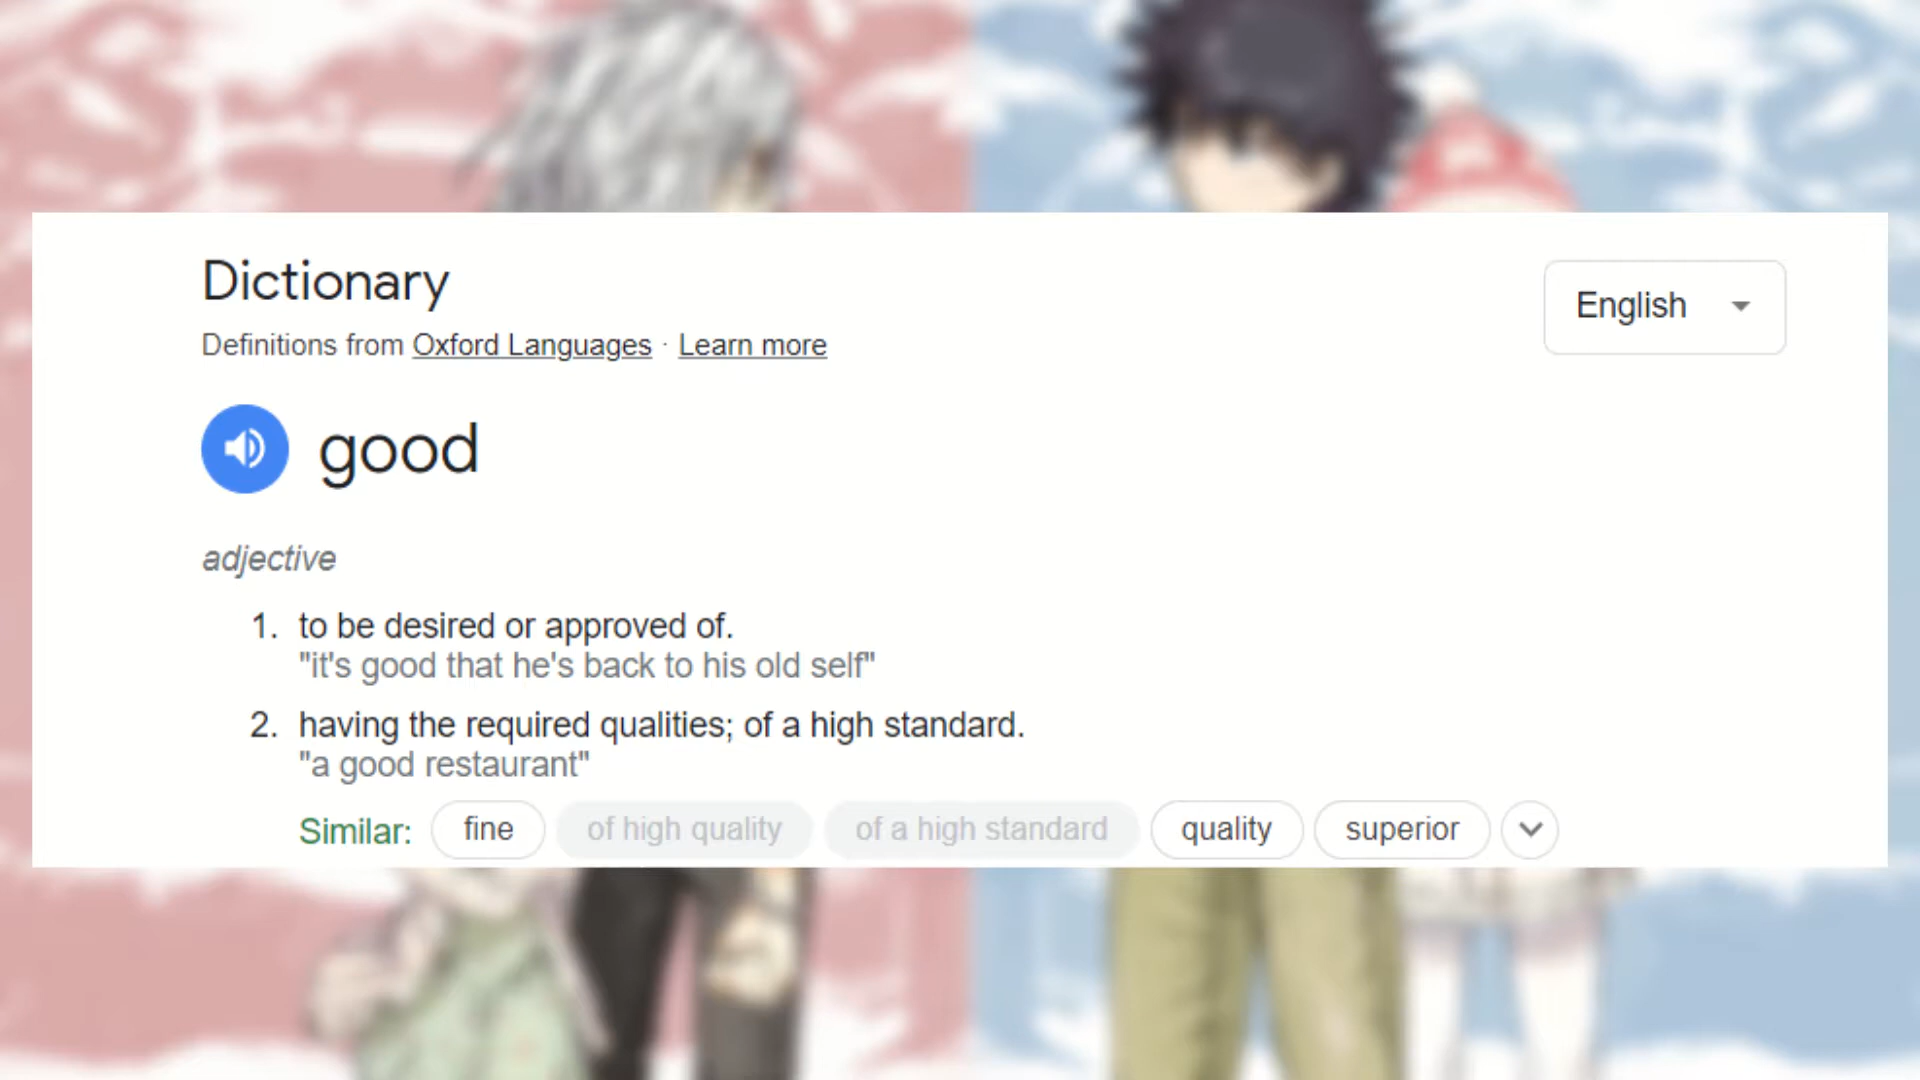 Dictionary
English
Definitions from Oxford Languages · Learn more
good
adjective
1. to be desired or approved of.
"it's good that he's back to his old self"
2. having the required qualities; of a high standard.
"a good restaurant"
Similar: fine of high quality of a high standard quality superior